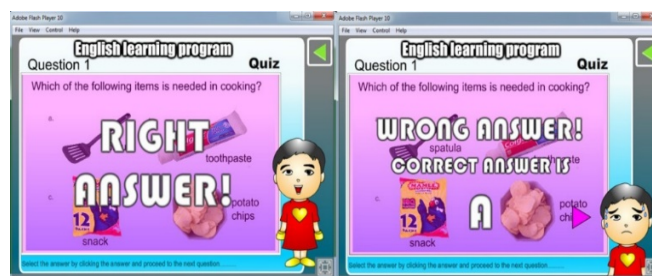 Adobe Flash Player 10
File View Control Help
English learning program
Question 1 Quiz
Which of the following items is needed in cooking?
a.
RIGHT
toothpaste
ANSWER!
c.
12
potato
chips
snack
Select the answer by clicking the answer and proceed to the next question
Adobe Flash Player 10
File View Control Help
English learning program
Question 1 Quiz
Which of the following items is needed in cooking?
WRONG ANSWER!
spatula
CORRECT ANSWER IS
c.
12
A
potato
chi
snack
Select the answer by clicking the answer and proceed to the next question